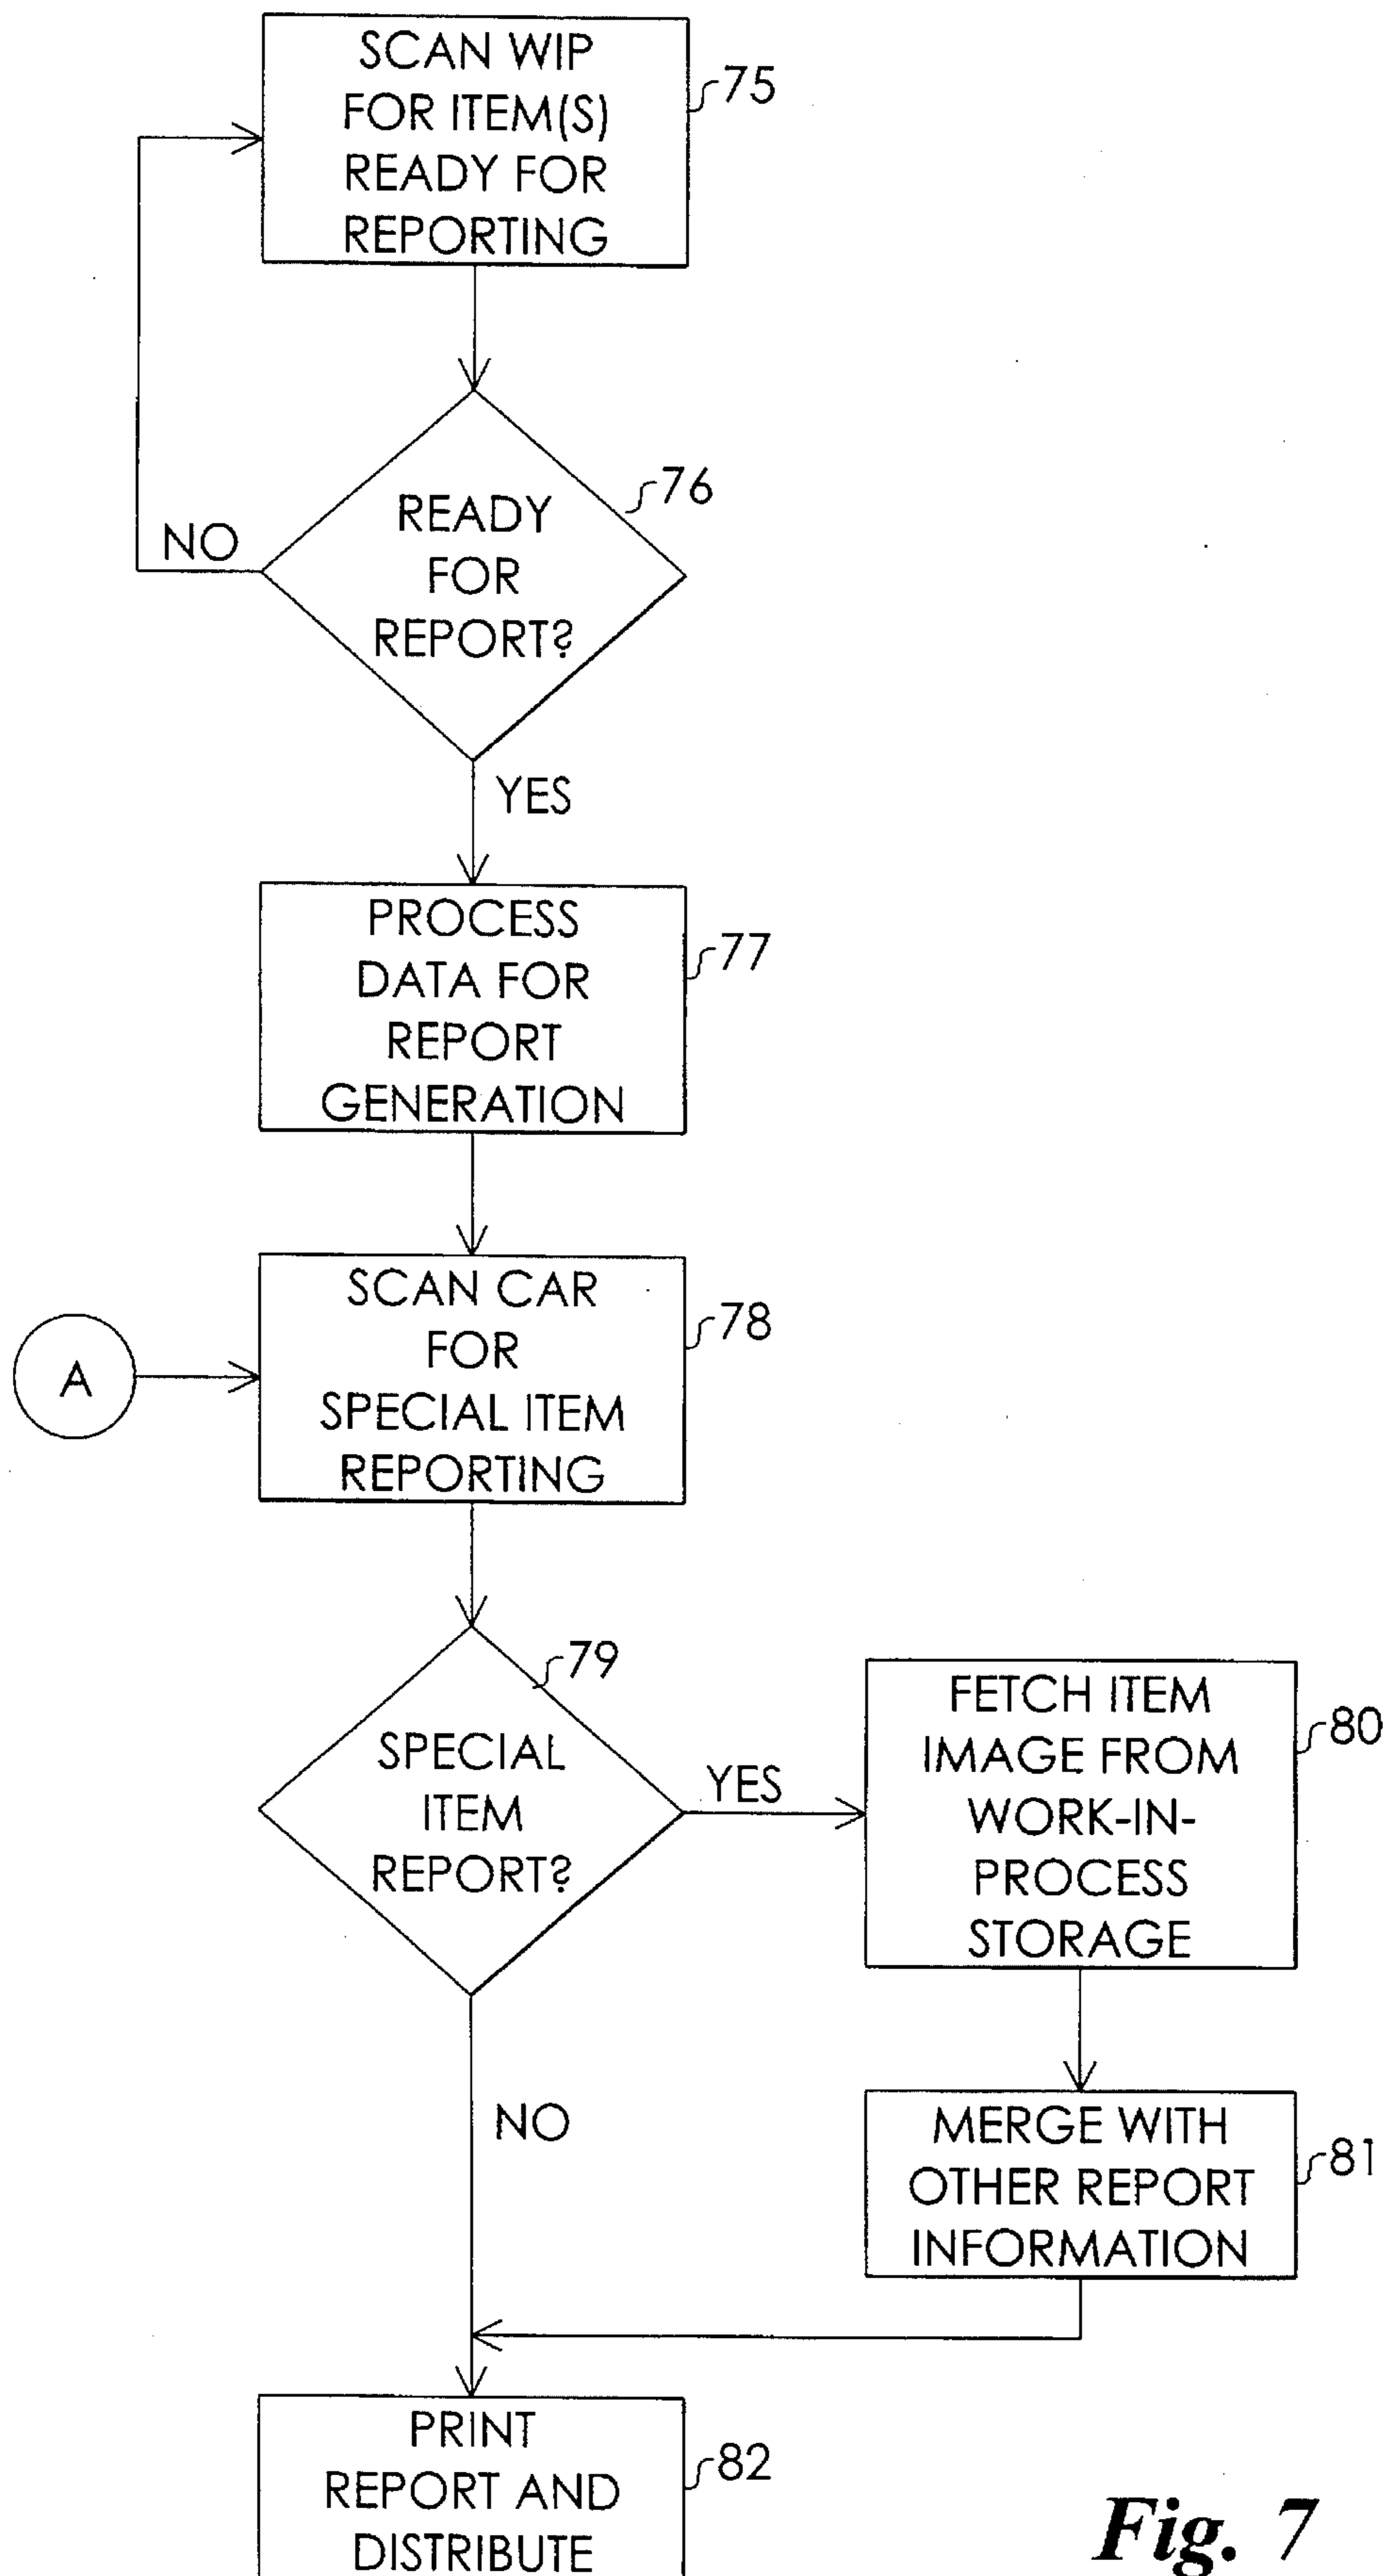 SCAN WIP
FOR ITEM(S)
READY FOR
REPORTING
75
76
READY
FOR
REPORT?
NO
YES
PROCESS
DATA FOR
REPORT
GENERATION
77
SCAN CAR
FOR
SPECIAL ITEM
REPORTING
78
A
79
SPECIAL
ITEM
REPORT?
YES
NO
FETCH ITEM
IMAGE FROM
WORK-IN-
PROCESS
STORAGE
80
MERGE WITH
OTHER REPORT
INFORMATION
81
PRINT
REPORT AND
DISTRIBUTE
82
Fig. 7